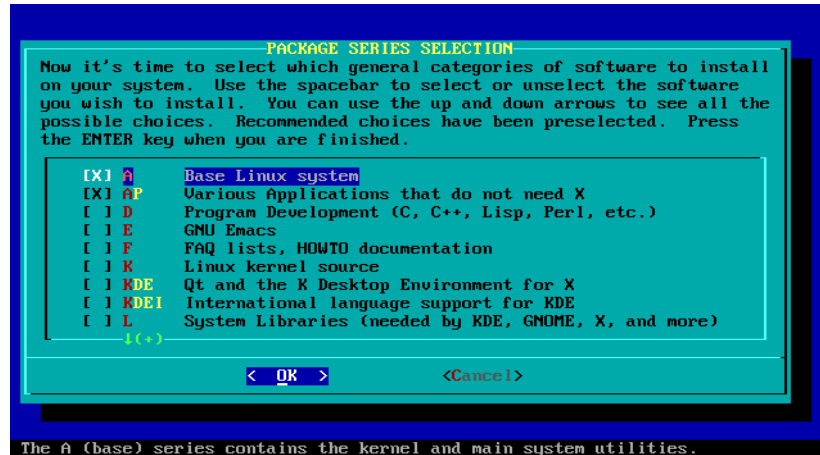 PACKAGE SERIES SELECTION
Now it's time to select which general categories of software to install
on your system.  Use the spacebar to select or unselect the software
you wish to install.  You can use the up and down arrows to see all the
possible choices.  Recommended choices have been preselected.  Press
the ENTER key when you are finished.
[X] A Base Linux system
[X] AP Various Applications that do not need X
[ ] D Program Development (C, C++, Lisp, Perl, etc.)
[ ] E GNU Emacs
[ ] F FAQ lists, HOWTO documentation
[ ] K Linux kernel source
[ ] KDE Qt and the K Desktop Environment for X
[ ] KDEI International language support for KDE
[ ] L System Libraries (needed by KDE, GNOME, X, and more)
↓(+)
< OK > <Cancel>
The A (base) series contains the kernel and main system utilities.